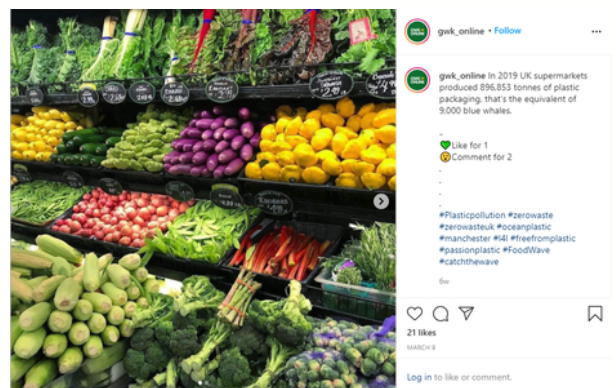 gwk_online • Follow
gwk_online In 2019 UK supermarkets
produced 896,853 tonnes of plastic
packaging, that's the equivalent of
9,000 blue whales.
.
💚Like for 1
😮Comment for 2
.
.
.
.
#Plasticpollution #zerowaste
#zerowasteuk #oceanplastic
#manchester #I4I #freefromplastic
#passionplastic #FoodWave
#catchthewave
6w
21 likes
MARCH 9
Log in to like or comment.